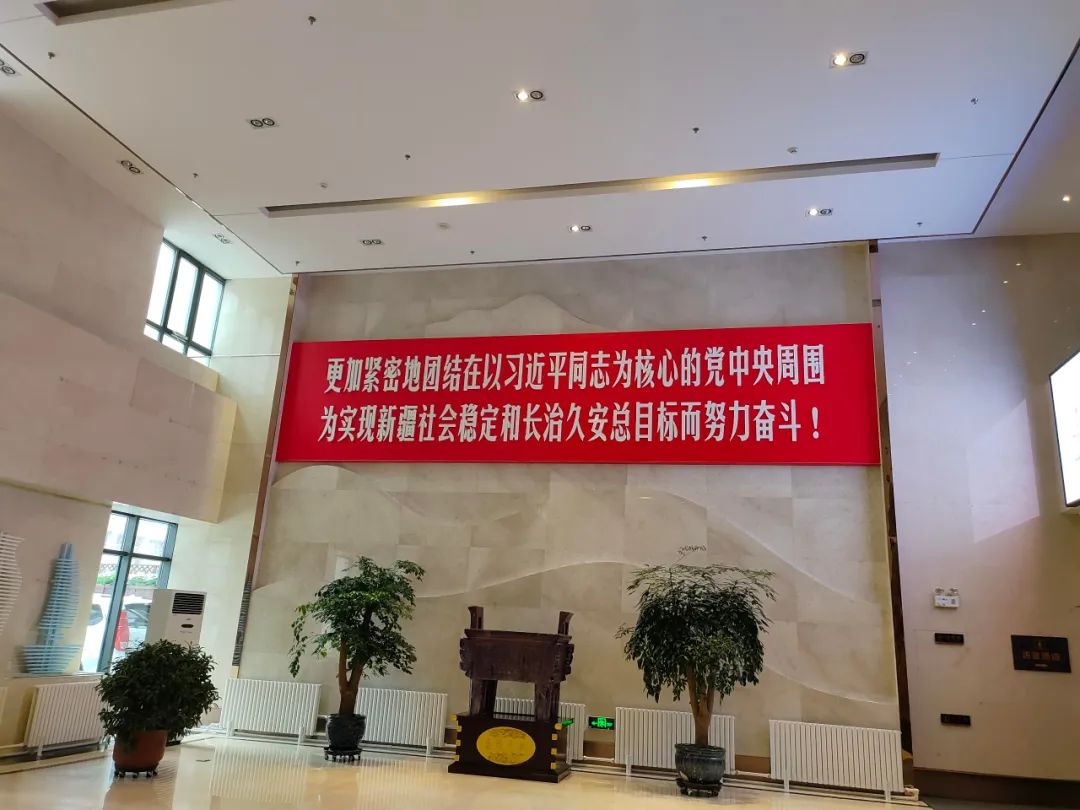 更加紧密地团结在以习近平同志为核心的党中央周围
为实现新疆社会稳定和长治久安总目标而努力奋斗！